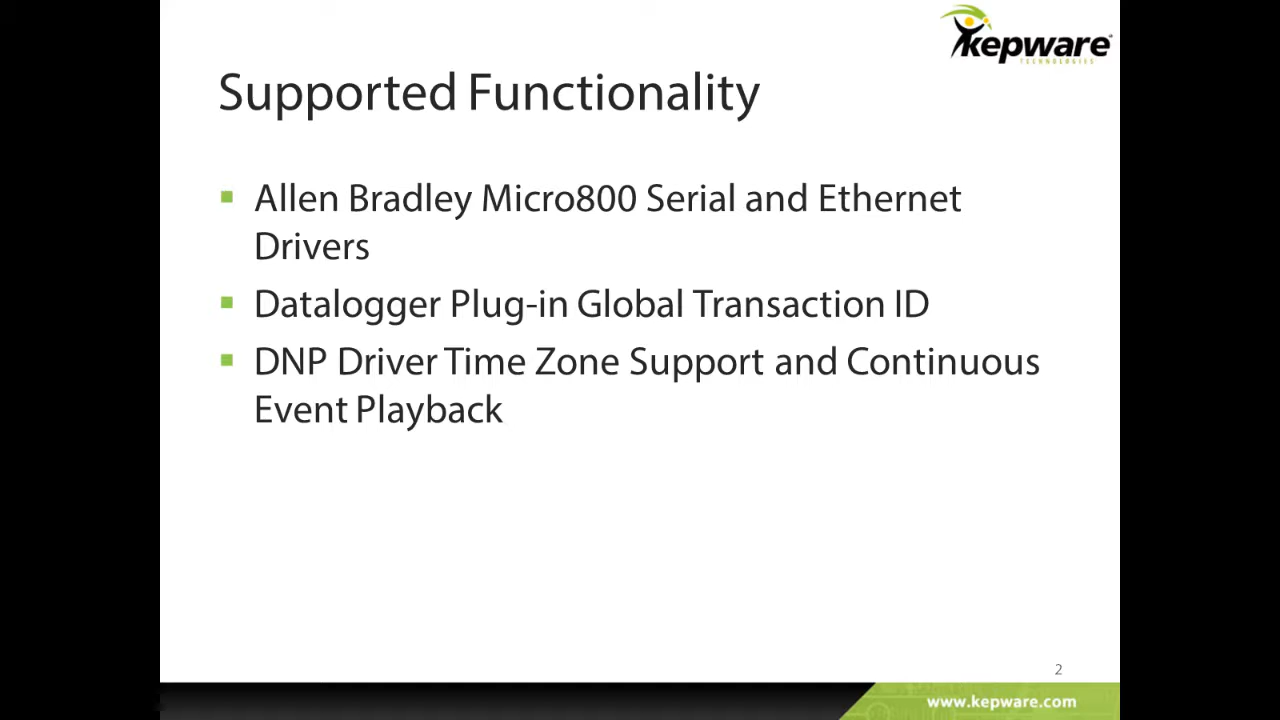 kepware
TECHNOLOGIES
Supported Functionality
Allen Bradley Micro800 Serial and Ethernet
Drivers
Datalogger Plug-in Global Transaction ID
DNP Driver Time Zone Support and Continuous
Event Playback
2
www.kepware.com